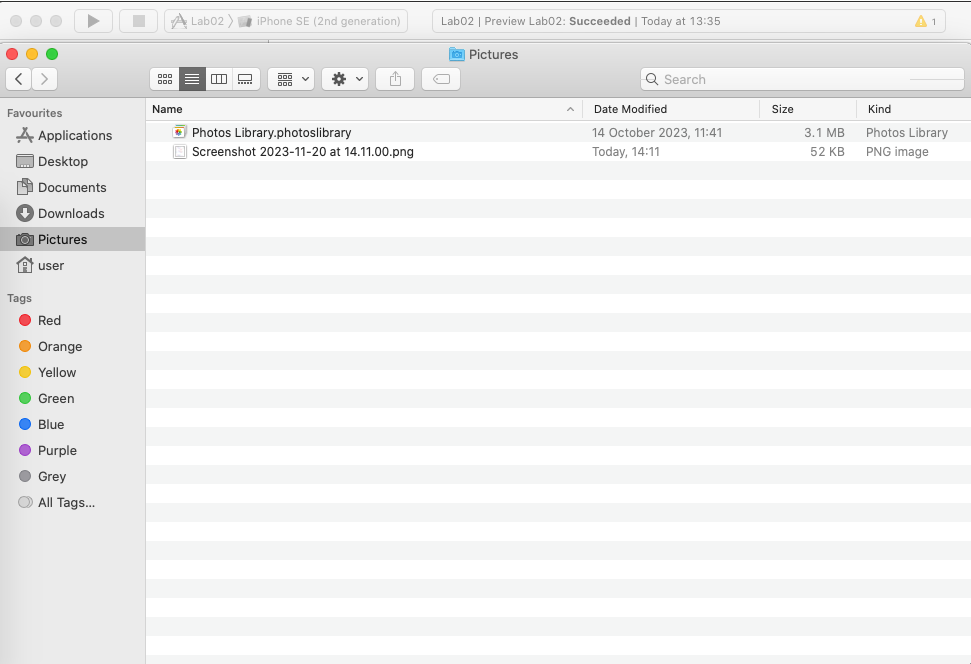 Lab02 iPhone SE (2nd generation) Lab02 | Preview Lab02: Succeeded | Today at 13:35 1
Pictures
Search
Favourites
Applications
Desktop
Documents
Downloads
Pictures
user
Tags
Red
Orange
Yellow
Green
Blue
Purple
Grey
All Tags...
Name Date Modified Size Kind
Photos Library.photoslibrary 14 October 2023, 11:41 3.1 MB Photos Library
Screenshot 2023-11-20 at 14.11.00.png Today, 14:11 52 KB PNG image